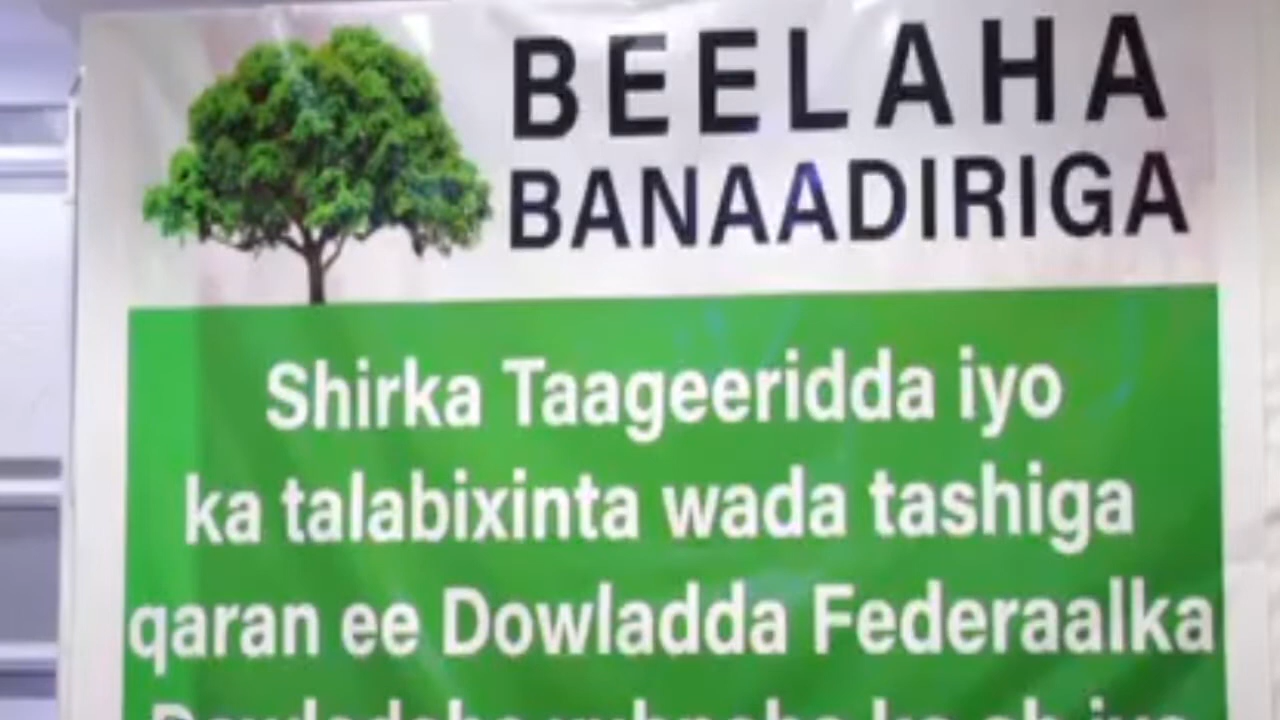 BEELAHA
BANAADIRIGA
Shirka Taageeridda iyo
ka talabixinta wada tashiga
qaran ee Dowladda Federaalka